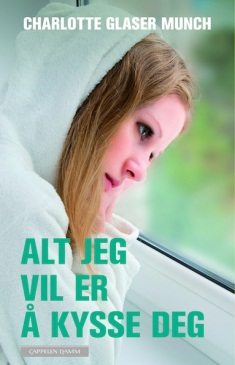 CHARLOTTE GLASER MUNCH
ALT JEG
VIL ER
Å KYSSE DEG
CAPPELEN DAMM